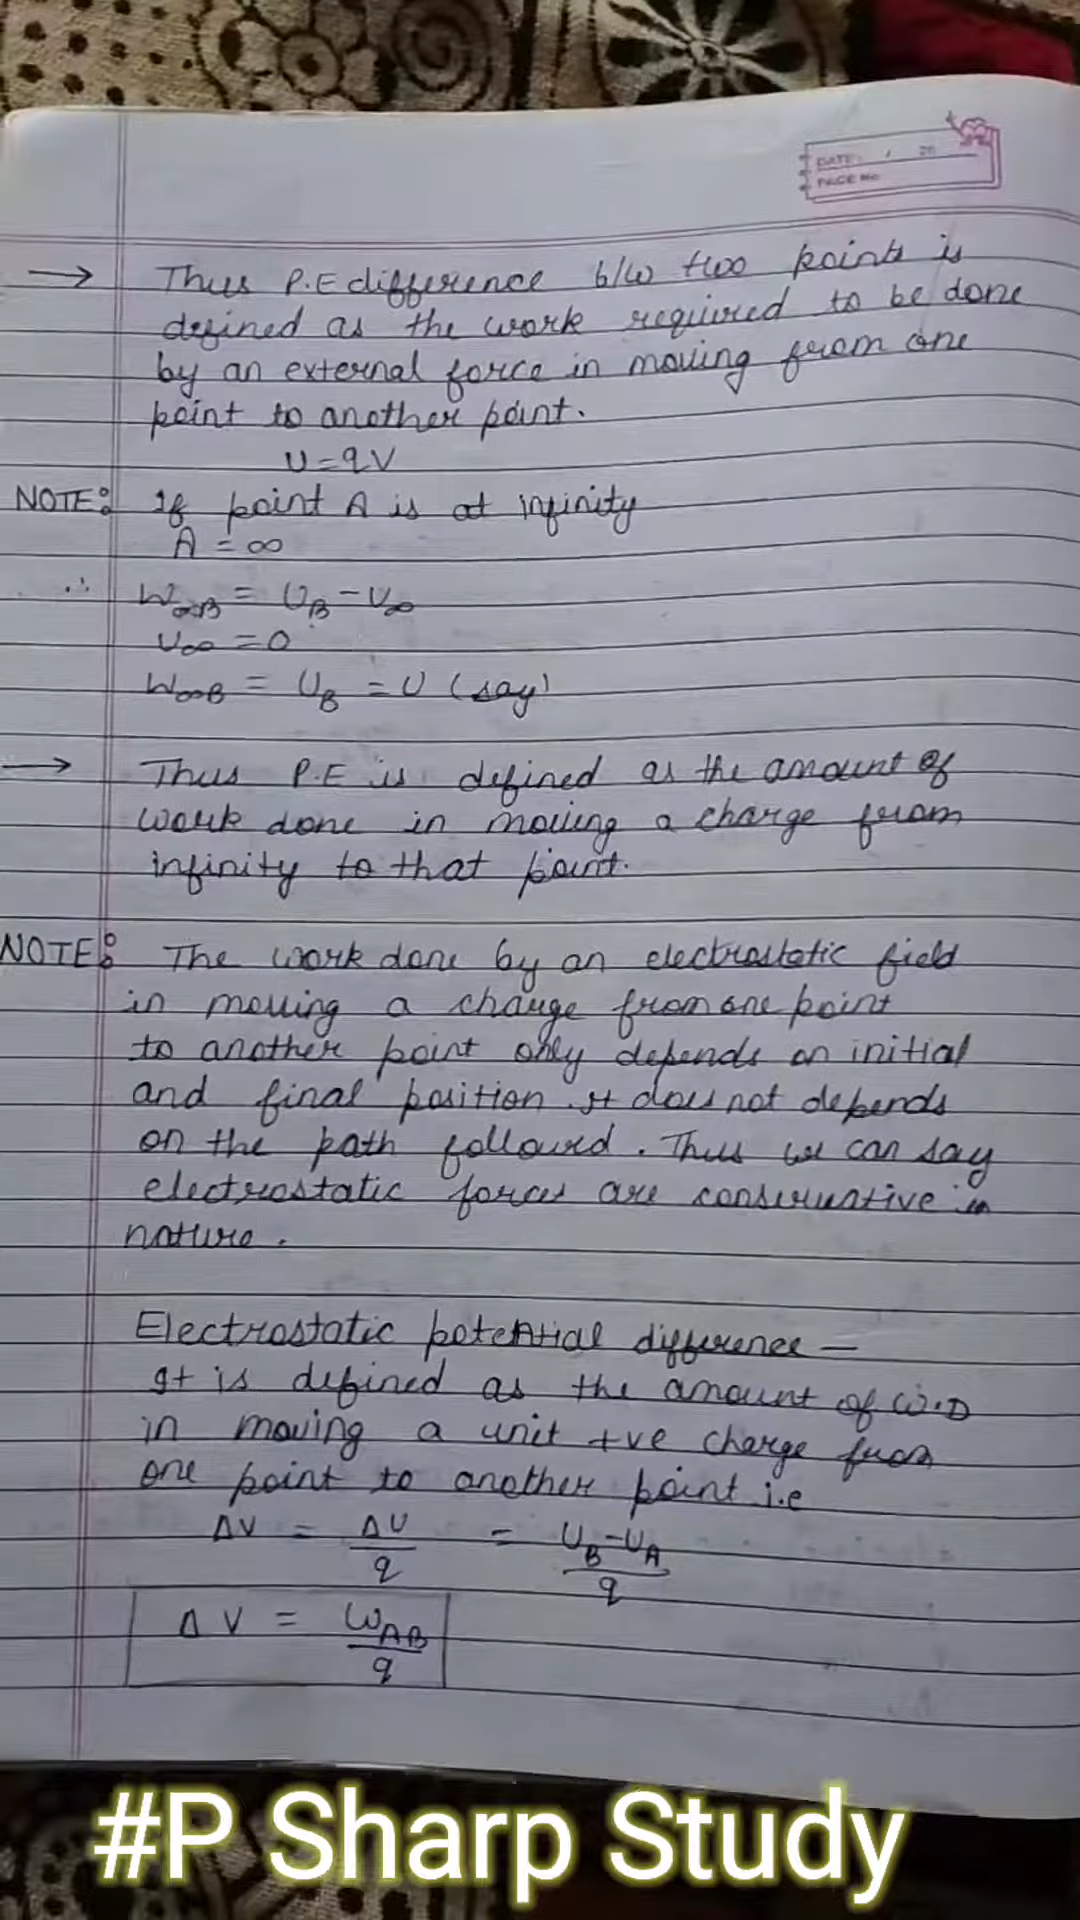 DATE: / 20
PAGE No.
→ Thus P.E difference b/w two points is
defined as the work required to be done
by an external force in moving from one
point to another point.
U = qV
NOTE: If point A is at infinity
A = ∞
∴ W∞B = UB - U∞
U∞ = 0
W∞B = UB = U (say)
→ Thus P.E is defined as the amount of
work done in moving a charge from
infinity to that point.
NOTE: The work done by an electrostatic field
in moving a charge from one point
to another point only depends on initial
and final position. It does not depends
on the path followed. Thus we can say
electrostatic forces are conservative in
nature.
Electrostatic potential difference —
It is defined as the amount of W.D
in moving a unit +ve charge from
one point to another point i.e
ΔV = ΔU/q = UB-UA/q
ΔV = WAB/q
#P Sharp Study